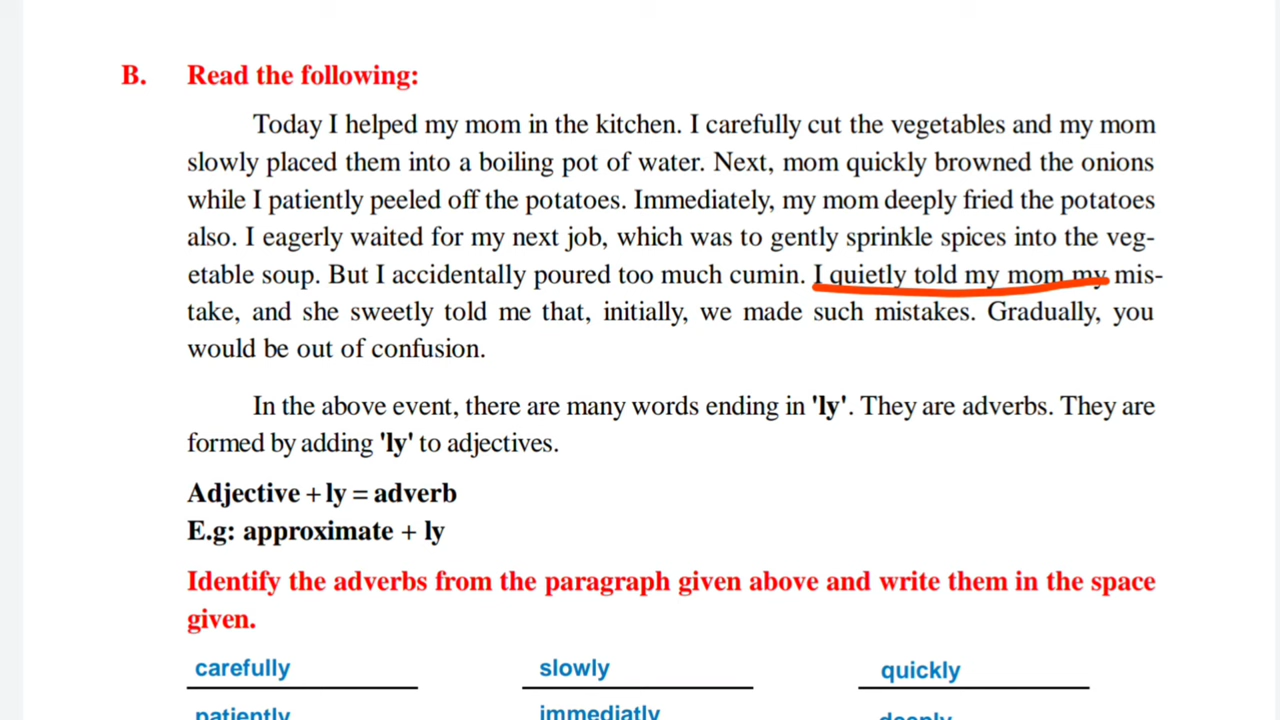 B. Read the following:
Today I helped my mom in the kitchen. I carefully cut the vegetables and my mom
slowly placed them into a boiling pot of water. Next, mom quickly browned the onions
while I patiently peeled off the potatoes. Immediately, my mom deeply fried the potatoes
also. I eagerly waited for my next job, which was to gently sprinkle spices into the veg-
etable soup. But I accidentally poured too much cumin. I quietly told my mom my mis-
take, and she sweetly told me that, initially, we made such mistakes. Gradually, you
would be out of confusion.
In the above event, there are many words ending in 'ly'. They are adverbs. They are
formed by adding 'ly' to adjectives.
Adjective + ly = adverb
E.g: approximate + ly
Identify the adverbs from the paragraph given above and write them in the space
given.
carefully slowly quickly
patiently immediatly deeply